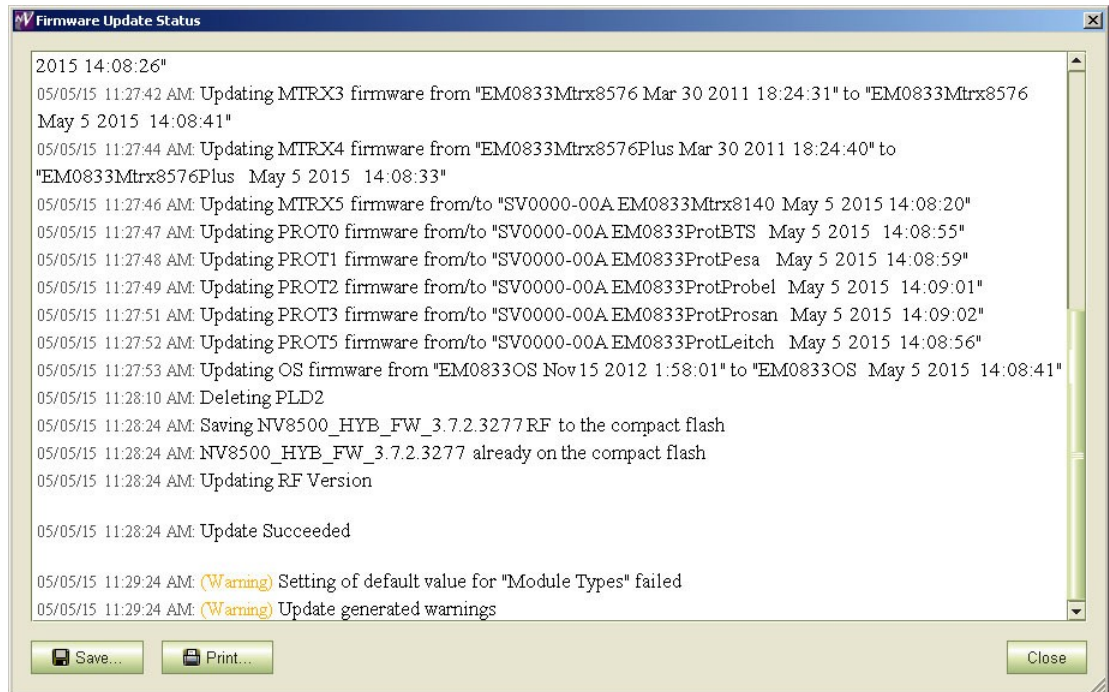 Firmware Update Status
2015 14:08:26"
05/05/15 11:27:42 AM: Updating MTRX3 firmware from "EM0833Mtrx8576 Mar 30 2011 18:24:31" to "EM0833Mtrx8576
May 5 2015 14:08:41"
05/05/15 11:27:44 AM: Updating MTRX4 firmware from "EM0833Mtrx8576Plus Mar 30 2011 18:24:40" to
"EM0833Mtrx8576Plus May 5 2015 14:08:33"
05/05/15 11:27:46 AM: Updating MTRX5 firmware from/to "SV0000-00A EM0833Mtrx8140 May 5 2015 14:08:20"
05/05/15 11:27:47 AM: Updating PROT0 firmware from/to "SV0000-00A EM0833ProtBTS May 5 2015 14:08:55"
05/05/15 11:27:48 AM: Updating PROT1 firmware from/to "SV0000-00A EM0833ProtPesa May 5 2015 14:08:59"
05/05/15 11:27:49 AM: Updating PROT2 firmware from/to "SV0000-00A EM0833ProtProbel May 5 2015 14:09:01"
05/05/15 11:27:51 AM: Updating PROT3 firmware from/to "SV0000-00A EM0833ProtProsan May 5 2015 14:09:02"
05/05/15 11:27:52 AM: Updating PROT5 firmware from/to "SV0000-00A EM0833ProtLeitch May 5 2015 14:08:56"
05/05/15 11:27:53 AM: Updating OS firmware from "EM0833OS Nov 15 2012 1:58:01" to "EM0833OS May 5 2015 14:08:41"
05/05/15 11:28:10 AM: Deleting PLD2
05/05/15 11:28:24 AM: Saving NV8500_HYB_FW_3.7.2.3277 RF to the compact flash
05/05/15 11:28:24 AM: NV8500_HYB_FW_3.7.2.3277 already on the compact flash
05/05/15 11:28:24 AM: Updating RF Version
05/05/15 11:28:24 AM: Update Succeeded
05/05/15 11:29:24 AM: (Warning) Setting of default value for "Module Types" failed
05/05/15 11:29:24 AM: (Warning) Update generated warnings
Save... Print... Close